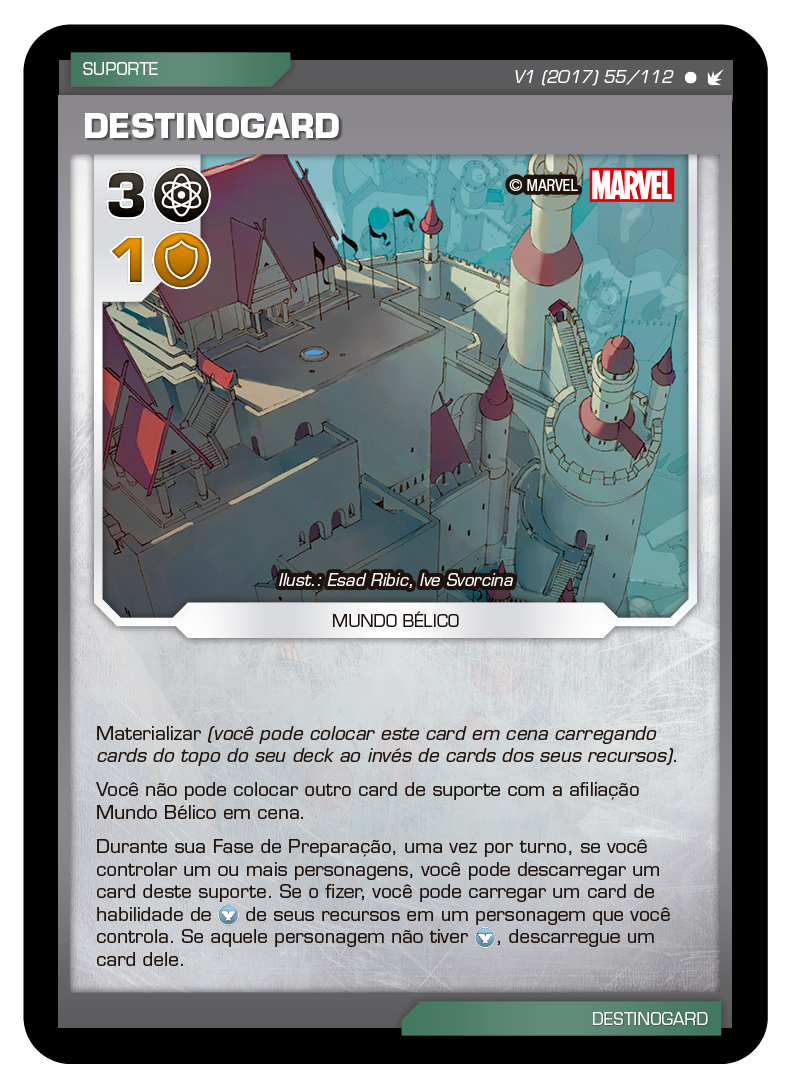 SUPORTE
V1 (2017) 55/112
DESTINOGARD
3
1
© MARVEL
MARVEL
Ilust.: Esad Ribic, Ive Svorcina
MUNDO BÉLICO
Materializar (você pode colocar este card em cena carregando
cards do topo do seu deck ao invés de cards dos seus recursos).
Você não pode colocar outro card de suporte com a afiliação
Mundo Bélico em cena.
Durante sua Fase de Preparação, uma vez por turno, se você
controlar um ou mais personagens, você pode descarregar um
card deste suporte. Se o fizer, você pode carregar um card de
habilidade de de seus recursos em um personagem que você
controla. Se aquele personagem não tiver , descarregue um
card dele.
DESTINOGARD